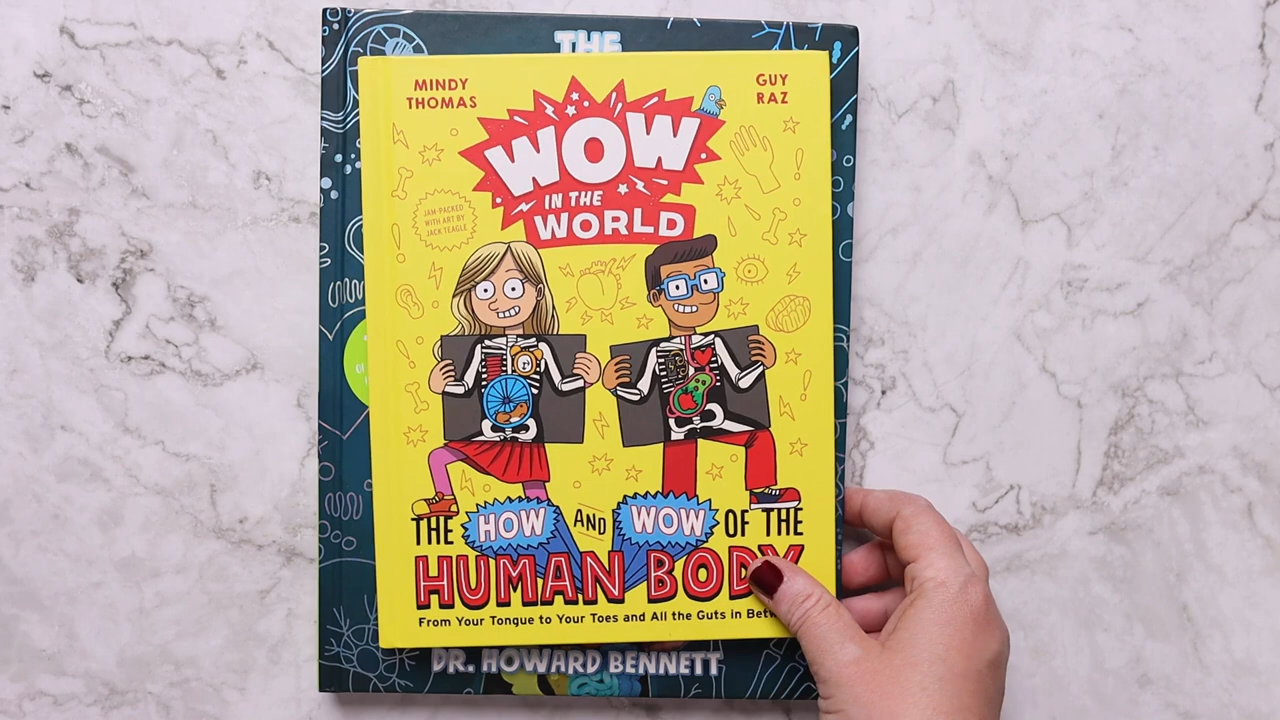 THE
MINDY
THOMAS
GUY
RAZ
WOW
IN THE
WORLD
JAM-PACKED
WITH ART BY
JACK TEAGLE
THE HOW AND WOW OF THE
HUMAN BODY
From Your Tongue to Your Toes and All the Guts in
DR. HOWARD BENNETT